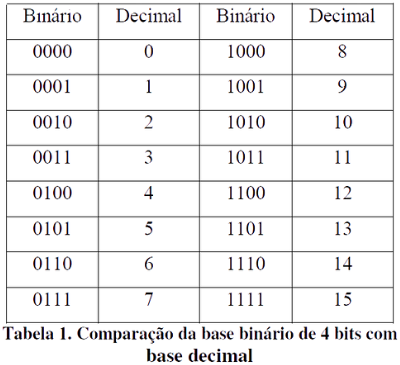 Binário Decimal Binário Decimal
0000 0 1000 8
0001 1 1001 9
0010 2 1010 10
0011 3 1011 11
0100 4 1100 12
0101 5 1101 13
0110 6 1110 14
0111 7 1111 15
Tabela 1. Comparação da base binário de 4 bits com
base decimal